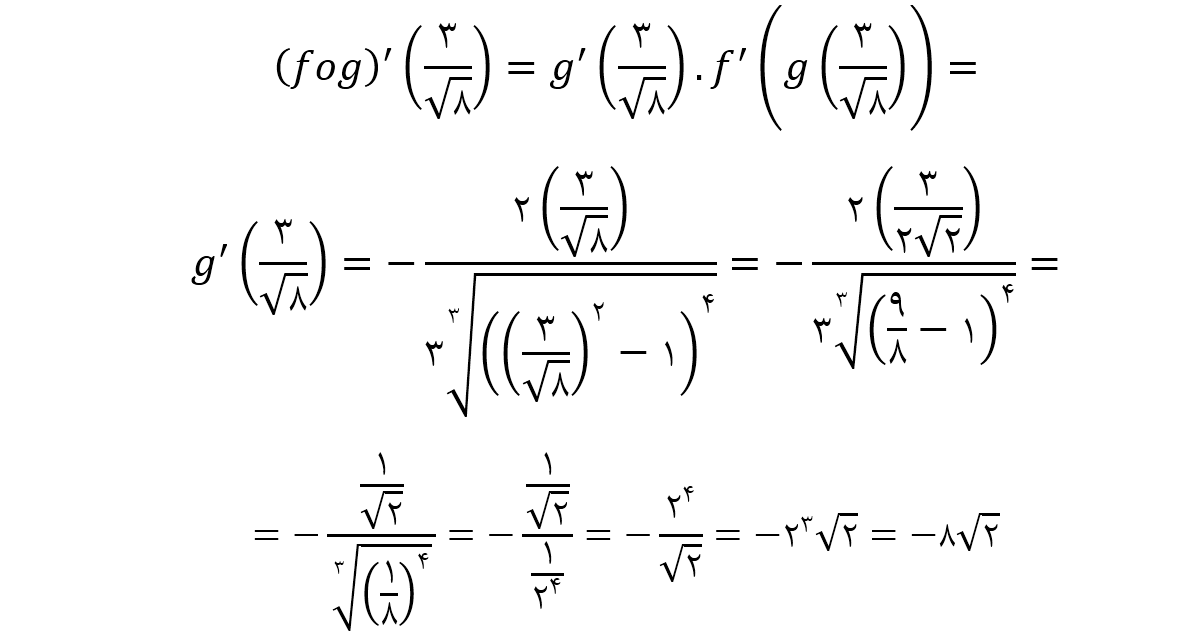 (fog)′(۳/√۸) = g′(۳/√۸) . f′(g(۳/√۸)) =
g′(۳/√۸) = −(۲(۳/√۸))/(۳ ∛(((۳/√۸)^۲ − ۱)^۴)) = −(۲(۳/(۲√۲)))/(۳ ∛((۹/۸ − ۱)^۴)) =
= −(۱/√۲)/(∛((۱/۸)^۴)) = −(۱/√۲)/(۱/۲^۴) = −۲^۴/√۲ = −۲^۳√۲ = −۸√۲